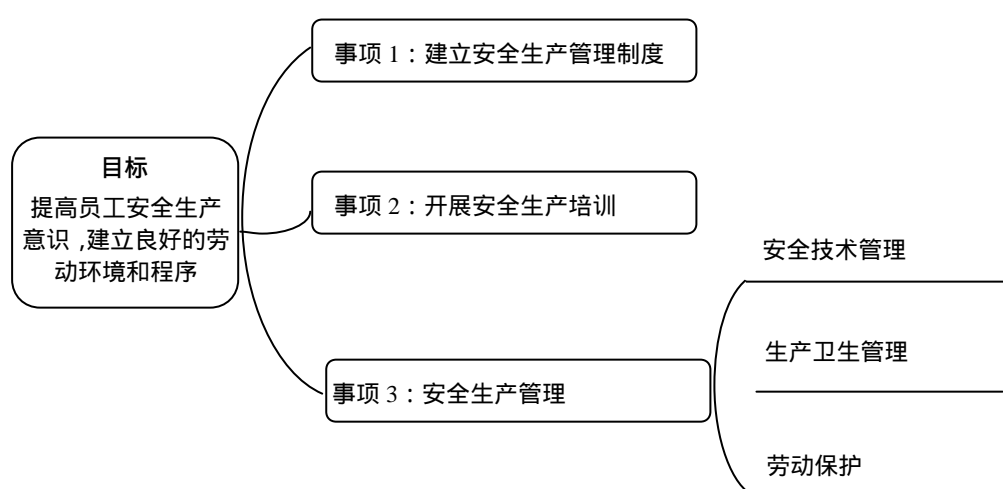 事项 1：建立安全生产管理制度
目标
提高员工安全生产
意识，建立良好的劳
动环境和程序
事项 2：开展安全生产培训
事项 3：安全生产管理
安全技术管理
生产卫生管理
劳动保护